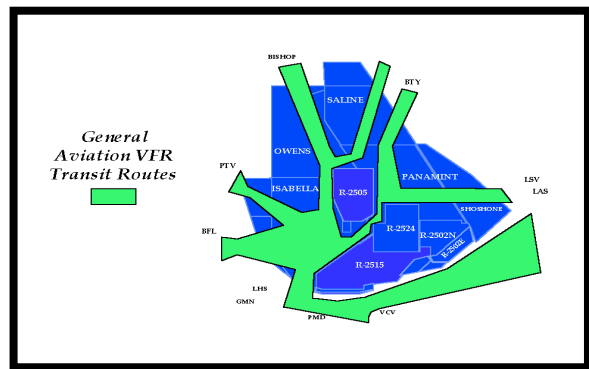 BISHOP
BTY
SALINE
General
Aviation VFR
Transit Routes
OWENS
PTV
ISABELLA
R-2505
PANAMINT
LSV
LAS
SHOSHONE
BFL
R-2524
R-2502N
R-2502E
R-2515
LHS
GMN
PMD
VCV